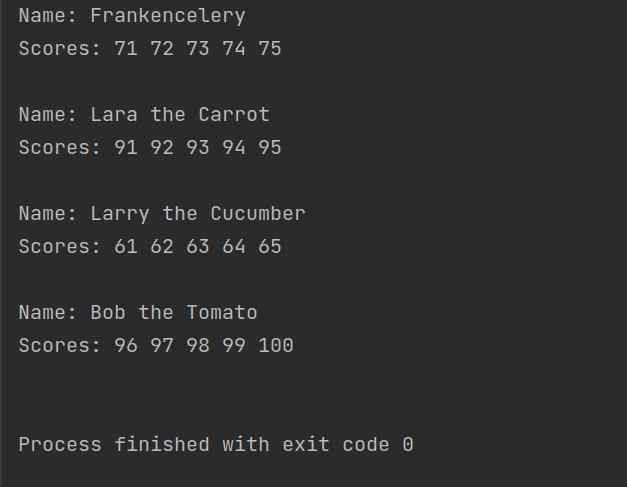 Name: Frankencelery
Scores: 71 72 73 74 75
Name: Lara the Carrot
Scores: 91 92 93 94 95
Name: Larry the Cucumber
Scores: 61 62 63 64 65
Name: Bob the Tomato
Scores: 96 97 98 99 100
Process finished with exit code 0